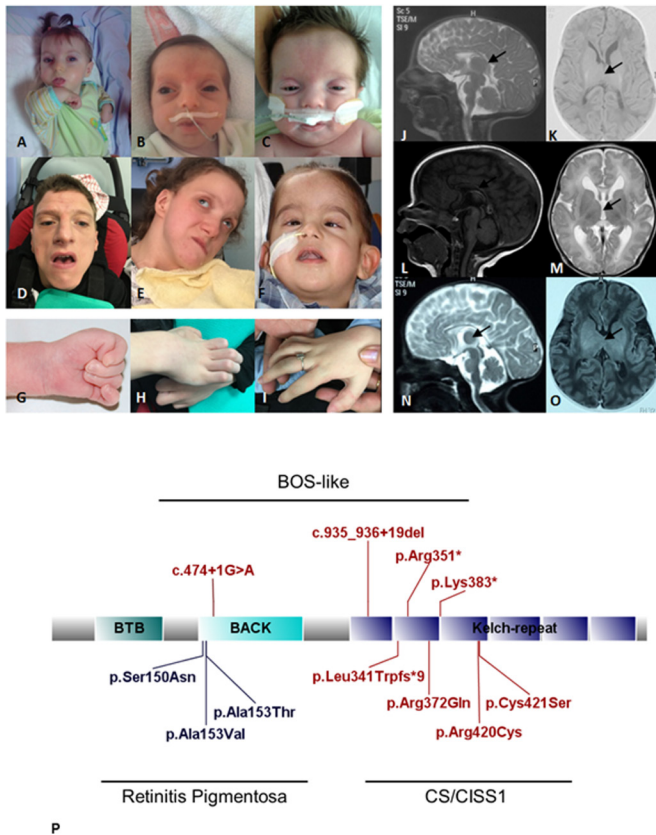 A
B
C
D
E
F
G
H
I
Sc 5
TSE/M
SI 9
H
J
K
L
M
TSE/M
SI 9
H
N
O
BOS-like
c.935_936+19del
p.Arg351*
c.474+1G>A
p.Lys383*
BTB
BACK
Kelch-repeat
p.Ser150Asn
p.Leu341Trpfs*9
p.Ala153Thr
p.Arg372Gln
p.Cys421Ser
p.Ala153Val
p.Arg420Cys
Retinitis Pigmentosa
CS/CISS1
P